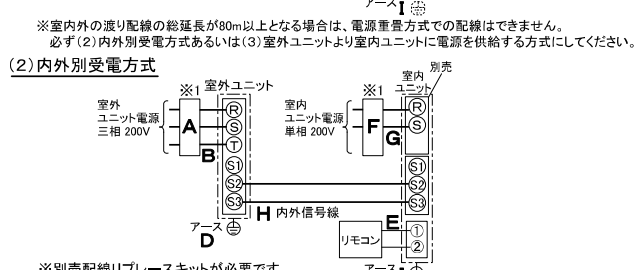 アース I
※室内外の渡り配線の総延長が80m以上となる場合は、電源重畳方式での配線はできません。
必ず(2)内外別受電方式あるいは(3)室外ユニットより室内ユニットに電源を供給する方式にしてください。
(2)内外別受電方式
※1 室外ユニット
室外
ユニット電源
三相 200V
A
B
R
S
T
S1
S2
S3
アース
D
H 内外信号線
室内
ユニット電源
単相 200V
※1
F
G
室内
ユニット
別売
R
S
S1
S2
S3
E
リモコン
①
②
アース
※別売配線リプレースキットが必要です